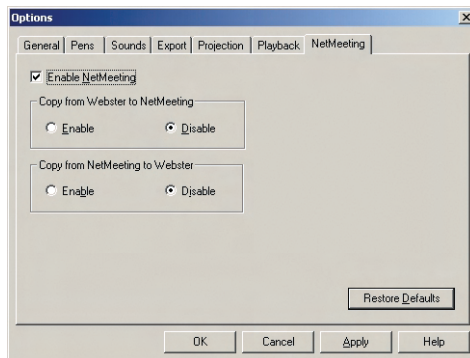 Options
General Pens Sounds Export Projection Playback NetMeeting
Enable NetMeeting
Copy from Webster to NetMeeting
Enable Disable
Copy from NetMeeting to Webster
Enable Disable
Restore Defaults
OK Cancel Apply Help